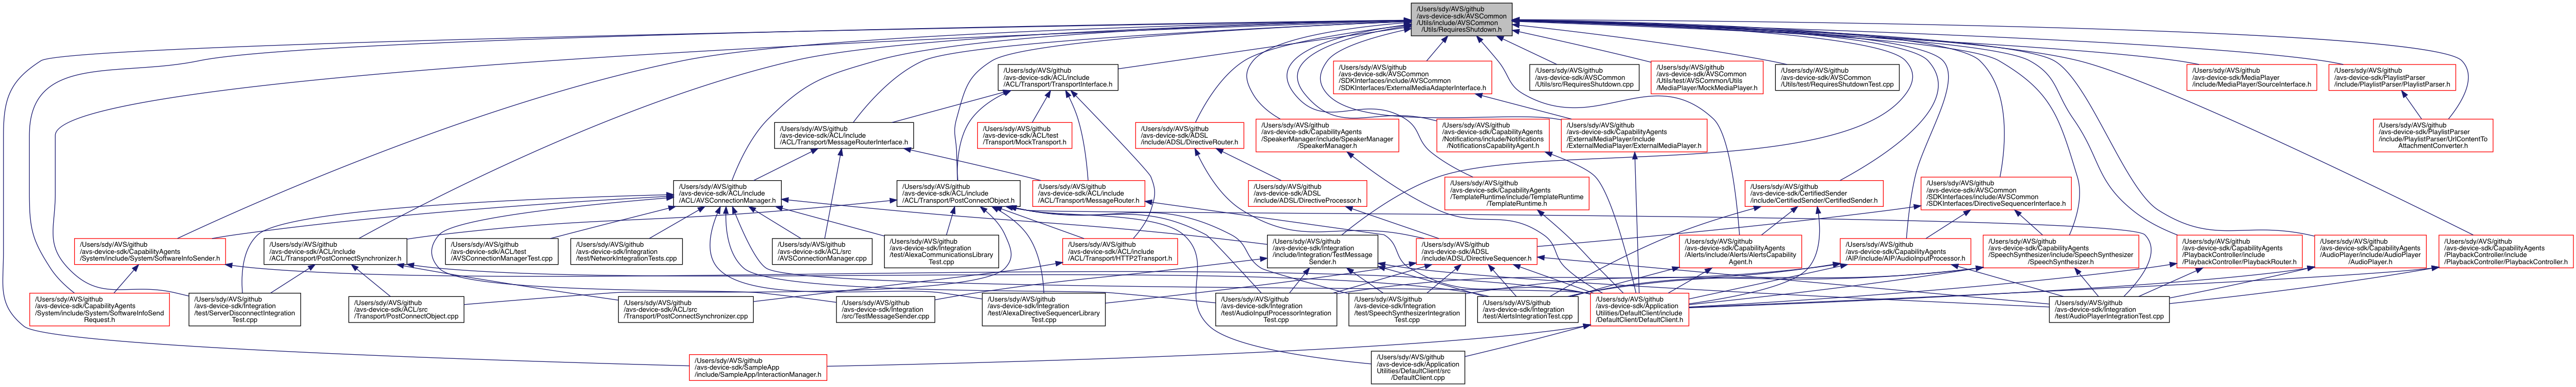 /Users/sdy/AVS/github
/avs-device-sdk/AVSCommon
/Utils/include/AVSCommon
/Utils/RequiresShutdown.h
/Users/sdy/AVS/github
/avs-device-sdk/ACL/include
/ACL/Transport/TransportInterface.h
/Users/sdy/AVS/github
/avs-device-sdk/AVSCommon
/SDKInterfaces/include/AVSCommon
/SDKInterfaces/ExternalMediaAdapterInterface.h
/Users/sdy/AVS/github
/avs-device-sdk/AVSCommon
/Utils/src/RequiresShutdown.cpp
/Users/sdy/AVS/github
/avs-device-sdk/AVSCommon
/Utils/test/AVSCommon/Utils
/MediaPlayer/MockMediaPlayer.h
/Users/sdy/AVS/github
/avs-device-sdk/AVSCommon
/Utils/test/RequiresShutdownTest.cpp
/Users/sdy/AVS/github
/avs-device-sdk/MediaPlayer
/include/MediaPlayer/SourceInterface.h
/Users/sdy/AVS/github
/avs-device-sdk/PlaylistParser
/include/PlaylistParser/PlaylistParser.h
/Users/sdy/AVS/github
/avs-device-sdk/ACL/include
/ACL/Transport/MessageRouterInterface.h
/Users/sdy/AVS/github
/avs-device-sdk/ACL/test
/Transport/MockTransport.h
/Users/sdy/AVS/github
/avs-device-sdk/ADSL
/include/ADSL/DirectiveRouter.h
/Users/sdy/AVS/github
/avs-device-sdk/CapabilityAgents
/SpeakerManager/include/SpeakerManager
/SpeakerManager.h
/Users/sdy/AVS/github
/avs-device-sdk/CapabilityAgents
/Notifications/include/Notifications
/NotificationsCapabilityAgent.h
/Users/sdy/AVS/github
/avs-device-sdk/CapabilityAgents
/ExternalMediaPlayer/include
/ExternalMediaPlayer/ExternalMediaPlayer.h
/Users/sdy/AVS/github
/avs-device-sdk/PlaylistParser
/include/PlaylistParser/UrlContentTo
AttachmentConverter.h
/Users/sdy/AVS/github
/avs-device-sdk/ACL/include
/ACL/AVSConnectionManager.h
/Users/sdy/AVS/github
/avs-device-sdk/ACL/include
/ACL/Transport/PostConnectObject.h
/Users/sdy/AVS/github
/avs-device-sdk/ACL/include
/ACL/Transport/MessageRouter.h
/Users/sdy/AVS/github
/avs-device-sdk/ADSL
/include/ADSL/DirectiveProcessor.h
/Users/sdy/AVS/github
/avs-device-sdk/CapabilityAgents
/TemplateRuntime/include/TemplateRuntime
/TemplateRuntime.h
/Users/sdy/AVS/github
/avs-device-sdk/CertifiedSender
/include/CertifiedSender/CertifiedSender.h
/Users/sdy/AVS/github
/avs-device-sdk/AVSCommon
/SDKInterfaces/include/AVSCommon
/SDKInterfaces/DirectiveSequencerInterface.h
/Users/sdy/AVS/github
/avs-device-sdk/CapabilityAgents
/System/include/System/SoftwareInfoSender.h
/Users/sdy/AVS/github
/avs-device-sdk/ACL/include
/ACL/Transport/PostConnectSynchronizer.h
/Users/sdy/AVS/github
/avs-device-sdk/ACL/test
/AVSConnectionManagerTest.cpp
/Users/sdy/AVS/github
/avs-device-sdk/Integration
/test/NetworkIntegrationTests.cpp
/Users/sdy/AVS/github
/avs-device-sdk/ACL/src
/AVSConnectionManager.cpp
/Users/sdy/AVS/github
/avs-device-sdk/Integration
/test/AlexaCommunicationsLibrary
Test.cpp
/Users/sdy/AVS/github
/avs-device-sdk/ACL/include
/ACL/Transport/HTTP2Transport.h
/Users/sdy/AVS/github
/avs-device-sdk/Integration
/include/Integration/TestMessage
Sender.h
/Users/sdy/AVS/github
/avs-device-sdk/ADSL
/include/ADSL/DirectiveSequencer.h
/Users/sdy/AVS/github
/avs-device-sdk/CapabilityAgents
/Alerts/include/Alerts/AlertsCapability
Agent.h
/Users/sdy/AVS/github
/avs-device-sdk/CapabilityAgents
/AIP/include/AIP/AudioInputProcessor.h
/Users/sdy/AVS/github
/avs-device-sdk/CapabilityAgents
/SpeechSynthesizer/include/SpeechSynthesizer
/SpeechSynthesizer.h
/Users/sdy/AVS/github
/avs-device-sdk/CapabilityAgents
/PlaybackController/include
/PlaybackController/PlaybackRouter.h
/Users/sdy/AVS/github
/avs-device-sdk/CapabilityAgents
/AudioPlayer/include/AudioPlayer
/AudioPlayer.h
/Users/sdy/AVS/github
/avs-device-sdk/CapabilityAgents
/PlaybackController/include
/PlaybackController/PlaybackController.h
/Users/sdy/AVS/github
/avs-device-sdk/CapabilityAgents
/System/include/System/SoftwareInfoSend
Request.h
/Users/sdy/AVS/github
/avs-device-sdk/Integration
/test/ServerDisconnectIntegration
Test.cpp
/Users/sdy/AVS/github
/avs-device-sdk/ACL/src
/Transport/PostConnectObject.cpp
/Users/sdy/AVS/github
/avs-device-sdk/ACL/src
/Transport/PostConnectSynchronizer.cpp
/Users/sdy/AVS/github
/avs-device-sdk/Integration
/src/TestMessageSender.cpp
/Users/sdy/AVS/github
/avs-device-sdk/Integration
/test/AlexaDirectiveSequencerLibrary
Test.cpp
/Users/sdy/AVS/github
/avs-device-sdk/Integration
/test/AudioInputProcessorIntegration
Test.cpp
/Users/sdy/AVS/github
/avs-device-sdk/Integration
/test/SpeechSynthesizerIntegration
Test.cpp
/Users/sdy/AVS/github
/avs-device-sdk/Integration
/test/AlertsIntegrationTest.cpp
/Users/sdy/AVS/github
/avs-device-sdk/Application
Utilities/DefaultClient/include
/DefaultClient/DefaultClient.h
/Users/sdy/AVS/github
/avs-device-sdk/Integration
/test/AudioPlayerIntegrationTest.cpp
/Users/sdy/AVS/github
/avs-device-sdk/SampleApp
/include/SampleApp/InteractionManager.h
/Users/sdy/AVS/github
/avs-device-sdk/Application
Utilities/DefaultClient/src
/DefaultClient.cpp